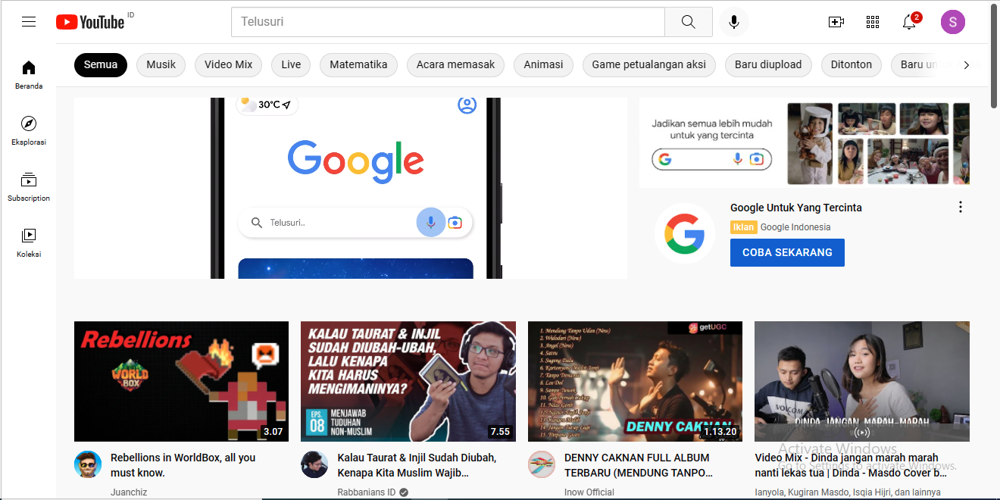 YouTube ID
Telusuri
2
S
Semua
Musik
Video Mix
Live
Matematika
Acara memasak
Animasi
Game petualangan aksi
Baru diupload
Ditonton
Baru
Beranda
Eksplorasi
Subscription
Koleksi
30°C
Google
Telusuri..
Jadikan semua lebih mudah
untuk yang tercinta
Google Untuk Yang Tercinta
Iklan Google Indonesia
COBA SEKARANG
Rebellions
WORLD
BOX
3.07
Rebellions in WorldBox, all you
must know.
Juanchiz
KALAU TAURAT & INJIL
SUDAH DIUBAH-UBAH,
LALU KENAPA
KITA HARUS
MENGIMANINYA?
EPS.
08
MENJAWAB
TUDUHAN
NON-MUSLIM
7.55
Kalau Taurat & Injil Sudah Diubah,
Kenapa Kita Muslim Wajib...
Rabbanians ID
getUGC
1. Mendung Tanpo Udan (New)
2. Widodari (New)
3. Angel (New)
4. Satru
5. Sugeng Dalu
6. Kartonyono Medot Janji
7. Tanpo Tresnamu
8. Los Dol
9. Sampe Tuwek
10.
11. Ndas Gerih
12.
13.
14.
15.
DENNY CAKNAN
1.13.20
DENNY CAKNAN FULL ALBUM
TERBARU (MENDUNG TANPO...
Inow Official
VOLCOM
DINDA JANGAN MARAH-MARAH
Video Mix - Dinda jangan marah marah
nanti lekas tua | Dinda - Masdo Cover b...
Ianyola, Kugiran Masdo, Isqia Hijri, dan lainnya
Activate Windows
Go to Settings to activate Windows.